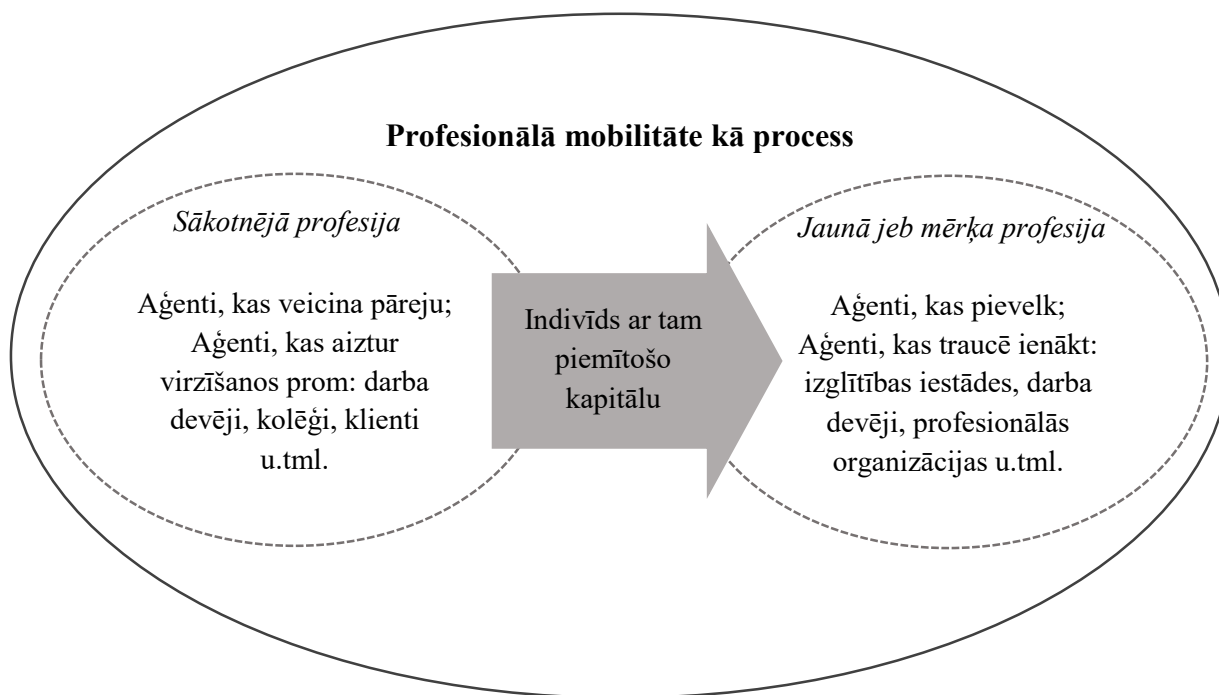 Profesionālā mobilitāte kā process
Sākotnējā profesija
Aģenti, kas veicina pāreju;
Aģenti, kas aiztur
virzīšanos prom: darba
devēji, kolēģi, klienti
u.tml.
Indivīds ar tam
piemītošo
kapitālu
Jaunā jeb mērķa profesija
Aģenti, kas pievelk;
Aģenti, kas traucē ienākt:
izglītības iestādes, darba
devēji, profesionālās
organizācijas u.tml.